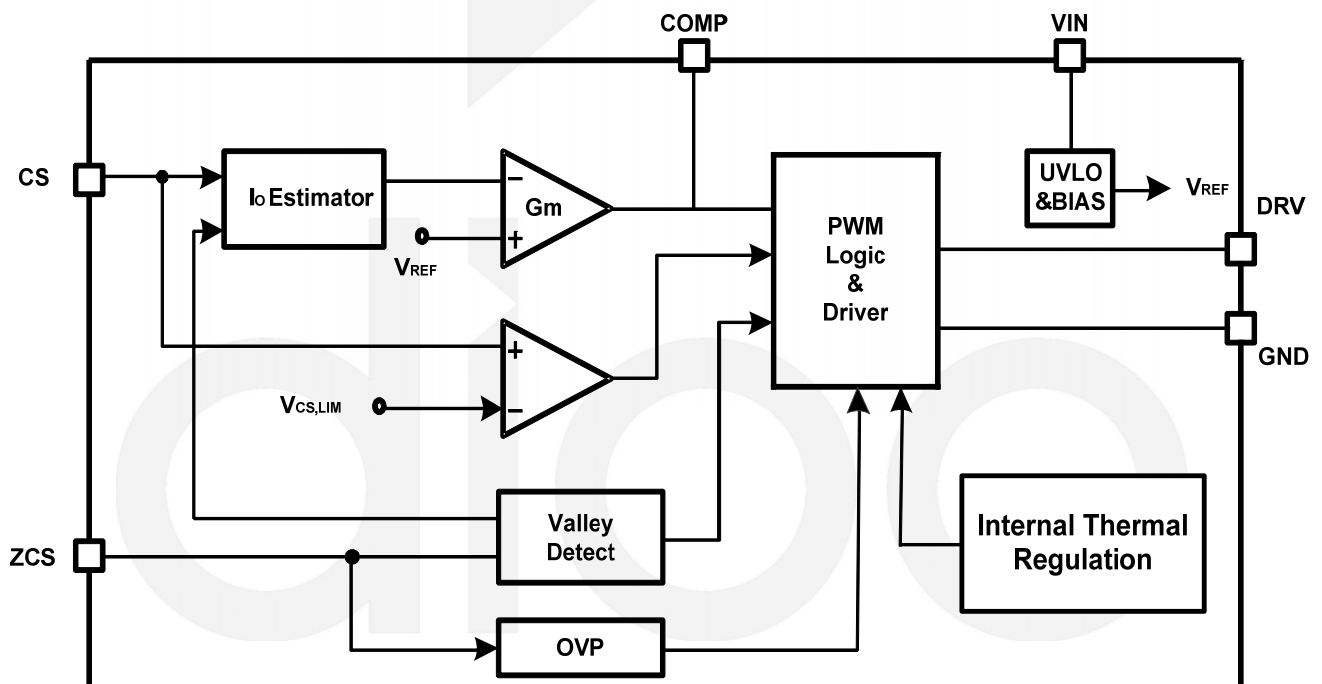 COMP
VIN
CS
Io Estimator
−
Gm
+
VREF
UVLO
&BIAS
VREF
DRV
PWM
Logic
&
Driver
GND
+
VCS,LIM
−
Valley
Detect
ZCS
Internal Thermal
Regulation
OVP
dioo